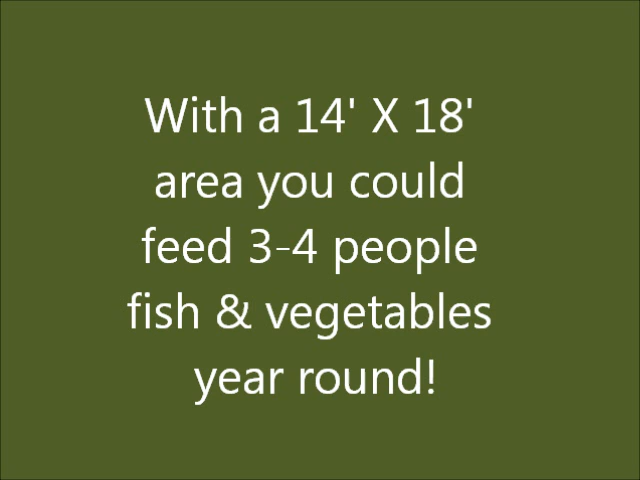 With a 14' X 18'
area you could
feed 3-4 people
fish & vegetables
year round!